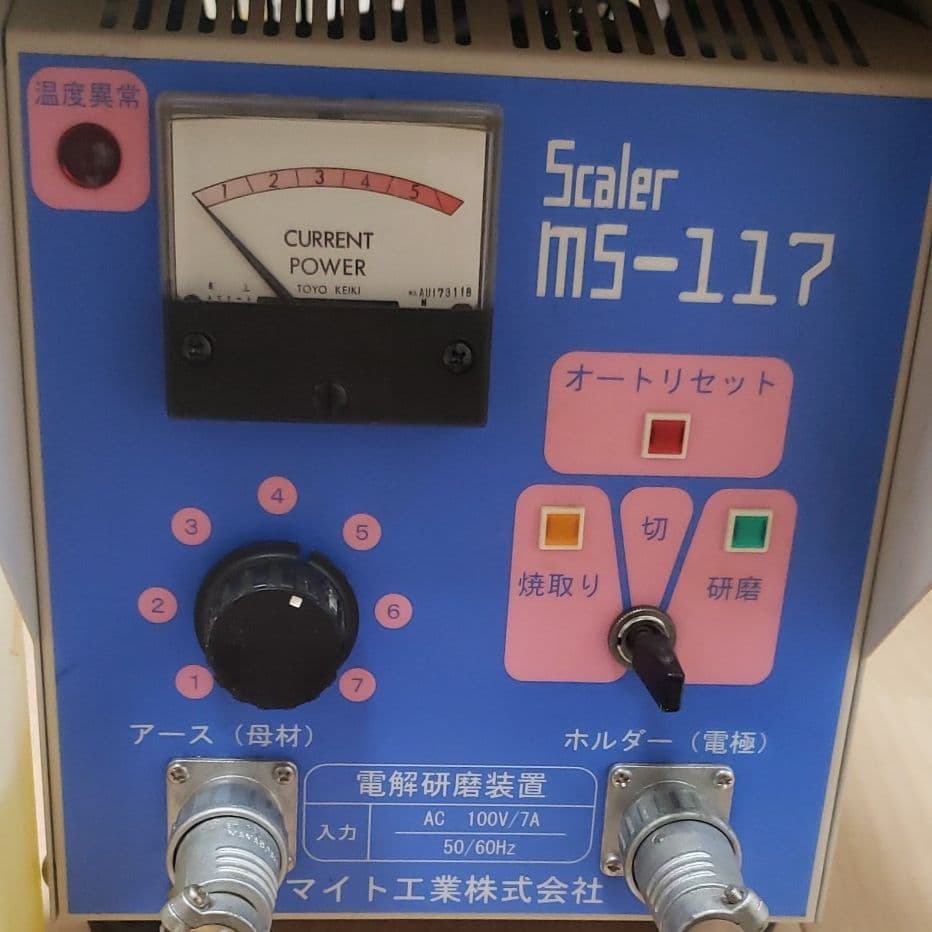 温度異常
1 2 3 4 5
CURRENT
POWER
TOYO KEIKI
AU173118
Scaler
MS-117
オートリセット
切
焼取り
研磨
1
2
3
4
5
6
7
アース（母材）
ホルダー（電極）
電解研磨装置
入力
AC 100V/7A
50/60Hz
マイト工業株式会社